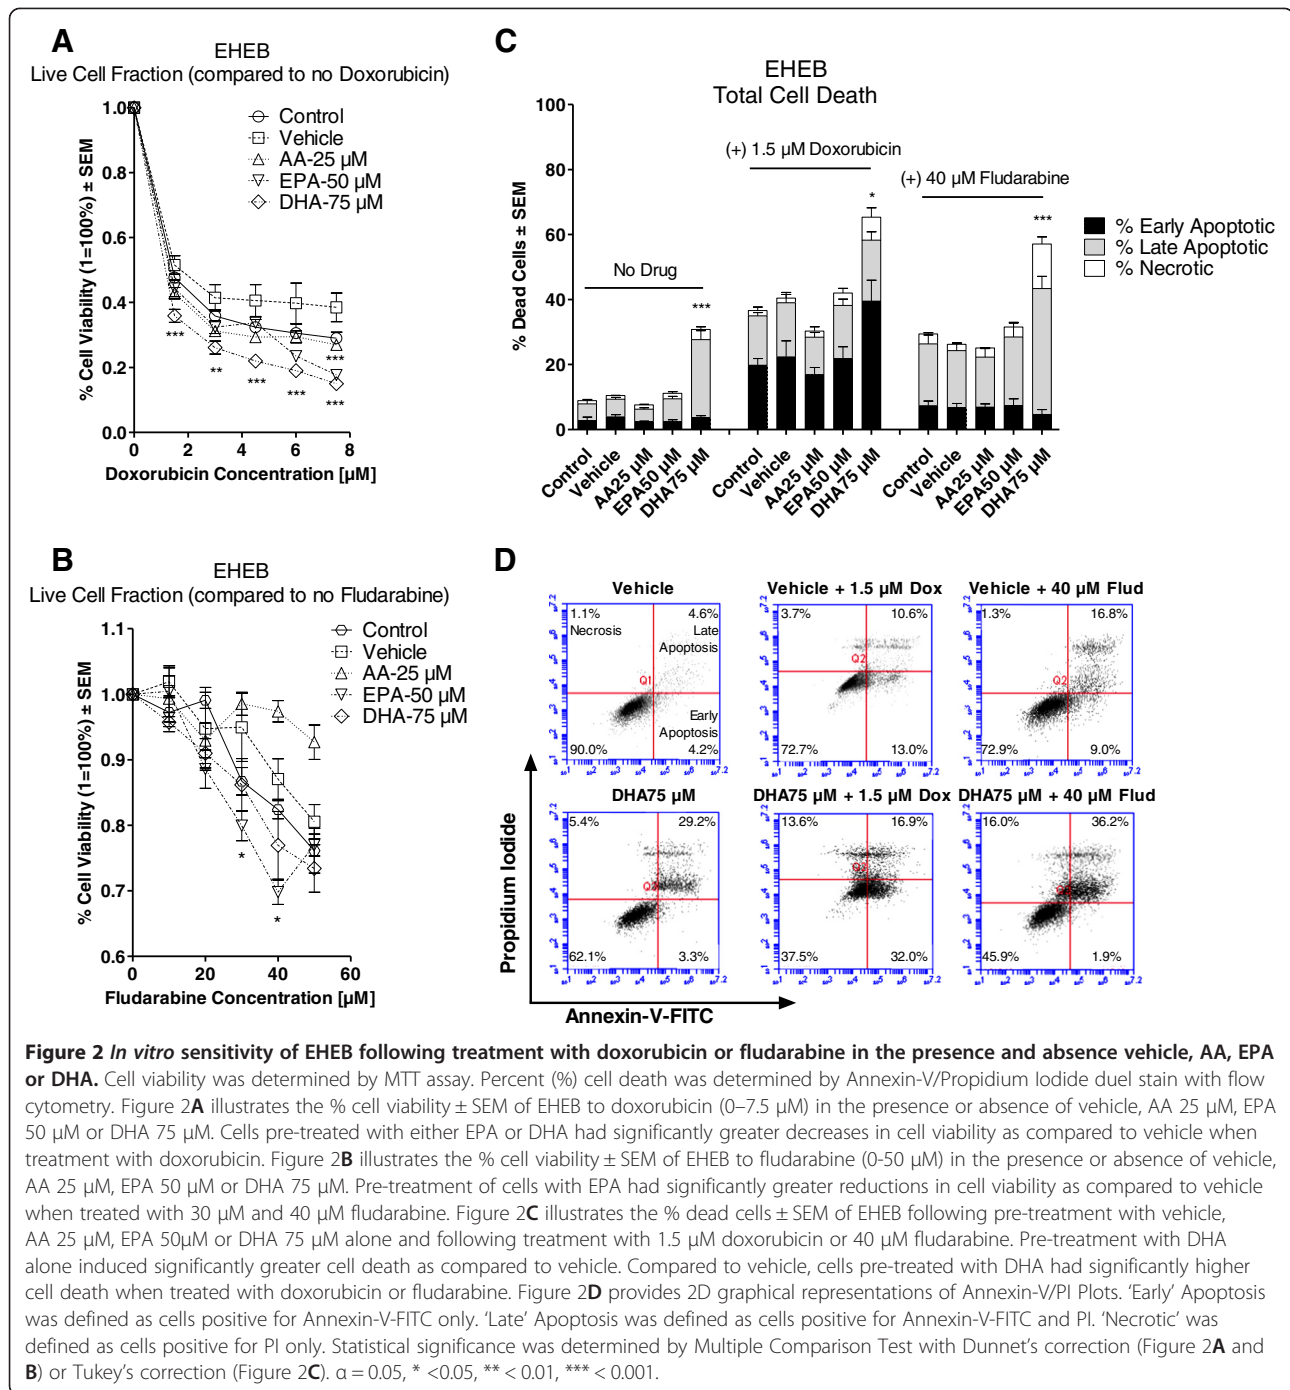 A
EHEB
Live Cell Fraction (compared to no Doxorubicin)
% Cell Viability (1=100%) ± SEM
1.0
0.8
0.6
0.4
0.2
0.0
0 2 4 6 8
Doxorubicin Concentration [µM]
Control
Vehicle
AA-25 µM
EPA-50 µM
DHA-75 µM
*** ** *** *** *** ***
B
EHEB
Live Cell Fraction (compared to no Fludarabine)
% Cell Viability (1=100%) ± SEM
1.1
1.0
0.9
0.8
0.7
0.6
0 20 40 60
Fludarabine Concentration [µM]
Control
Vehicle
AA-25 µM
EPA-50 µM
DHA-75 µM
* *
C
EHEB
Total Cell Death
% Dead Cells ± SEM
100
80
60
40
20
0
No Drug
***
(+) 1.5 µM Doxorubicin
*
(+) 40 µM Fludarabine
***
% Early Apoptotic
% Late Apoptotic
% Necrotic
Control Vehicle AA25 µM EPA50 µM DHA75 µM
Control Vehicle AA25 µM EPA50 µM DHA75 µM
Control Vehicle AA25 µM EPA50 µM DHA75 µM
D
Vehicle
1.1% 4.6%
Necrosis Late
Apoptosis
Q1
Early
Apoptosis
90.0% 4.2%
Vehicle + 1.5 µM Dox
3.7% 10.6%
Q2
72.7% 13.0%
Vehicle + 40 µM Flud
1.3% 16.8%
Q2
72.9% 9.0%
DHA75 µM
5.4% 29.2%
62.1% 3.3%
DHA75 µM + 1.5 µM Dox
13.6% 16.9%
37.5% 32.0%
DHA75 µM + 40 µM Flud
16.0% 36.2%
45.9% 1.9%
Propidium Iodide
Annexin-V-FITC
Figure 2 In vitro sensitivity of EHEB following treatment with doxorubicin or fludarabine in the presence and absence vehicle, AA, EPA
or DHA. Cell viability was determined by MTT assay. Percent (%) cell death was determined by Annexin-V/Propidium Iodide duel stain with flow
cytometry. Figure 2A illustrates the % cell viability ± SEM of EHEB to doxorubicin (0–7.5 µM) in the presence or absence of vehicle, AA 25 µM, EPA
50 µM or DHA 75 µM. Cells pre-treated with either EPA or DHA had significantly greater decreases in cell viability as compared to vehicle when
treatment with doxorubicin. Figure 2B illustrates the % cell viability ± SEM of EHEB to fludarabine (0-50 µM) in the presence or absence of vehicle,
AA 25 µM, EPA 50 µM or DHA 75 µM. Pre-treatment of cells with EPA had significantly greater reductions in cell viability as compared to vehicle
when treated with 30 µM and 40 µM fludarabine. Figure 2C illustrates the % dead cells ± SEM of EHEB following pre-treatment with vehicle,
AA 25 µM, EPA 50µM or DHA 75 µM alone and following treatment with 1.5 µM doxorubicin or 40 µM fludarabine. Pre-treatment with DHA
alone induced significantly greater cell death as compared to vehicle. Compared to vehicle, cells pre-treated with DHA had significantly higher
cell death when treated with doxorubicin or fludarabine. Figure 2D provides 2D graphical representations of Annexin-V/PI Plots. ‘Early’ Apoptosis
was defined as cells positive for Annexin-V-FITC only. ‘Late’ Apoptosis was defined as cells positive for Annexin-V-FITC and PI. ‘Necrotic’ was
defined as cells positive for PI only. Statistical significance was determined by Multiple Comparison Test with Dunnet’s correction (Figure 2A and
B) or Tukey’s correction (Figure 2C). α = 0.05, * <0.05, ** < 0.01, *** < 0.001.